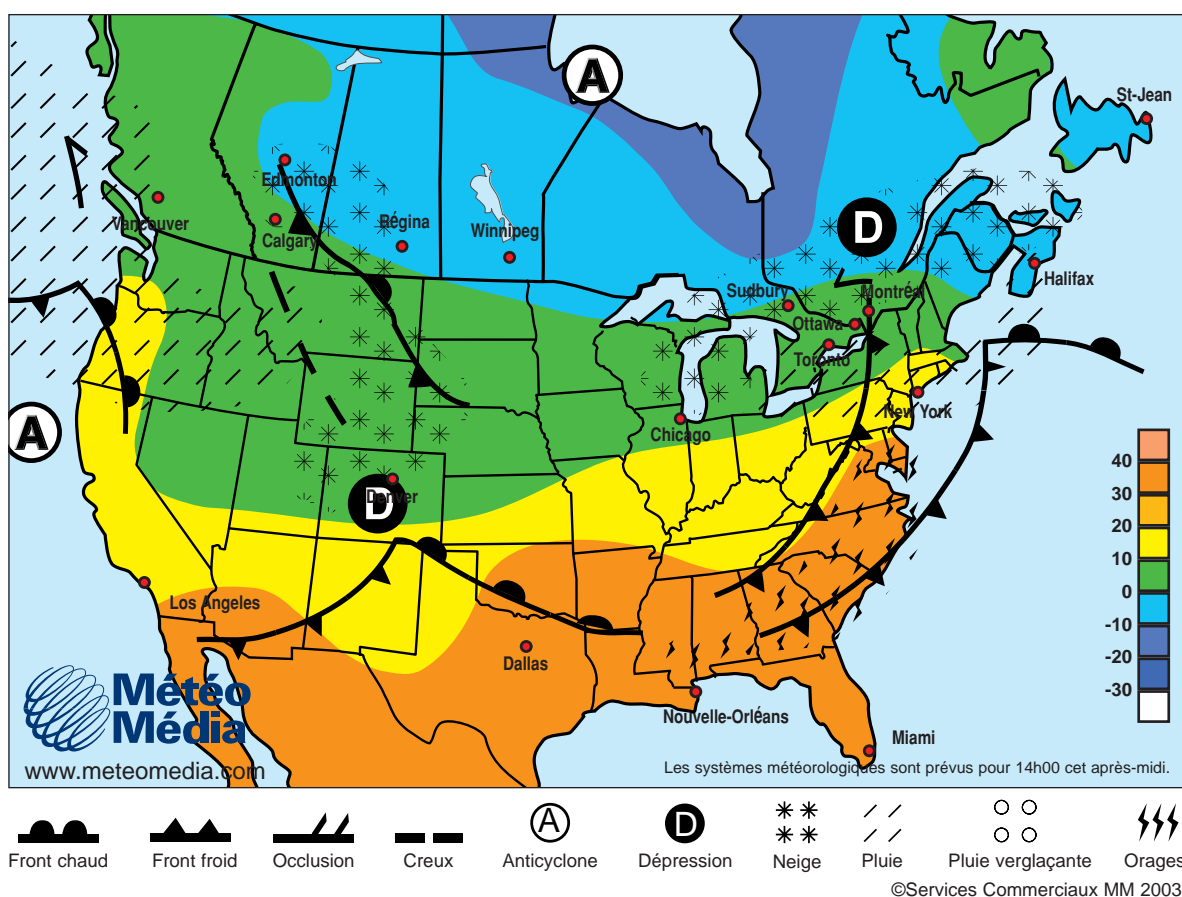 A
St-Jean
Edmonton
Vancouver
Calgary
Régina
Winnipeg
D
Halifax
Sudbury
Montréal
Ottawa
Toronto
New York
A
Chicago
Denver
D
40
30
20
10
0
-10
-20
-30
Los Angeles
Dallas
Nouvelle-Orléans
Miami
Météo
Média
www.meteomedia.com
Les systèmes météorologiques sont prévus pour 14h00 cet après-midi.
A
D
Front chaud Front froid Occlusion Creux Anticyclone Dépression Neige Pluie Pluie verglaçante Orages
©Services Commerciaux MM 2003